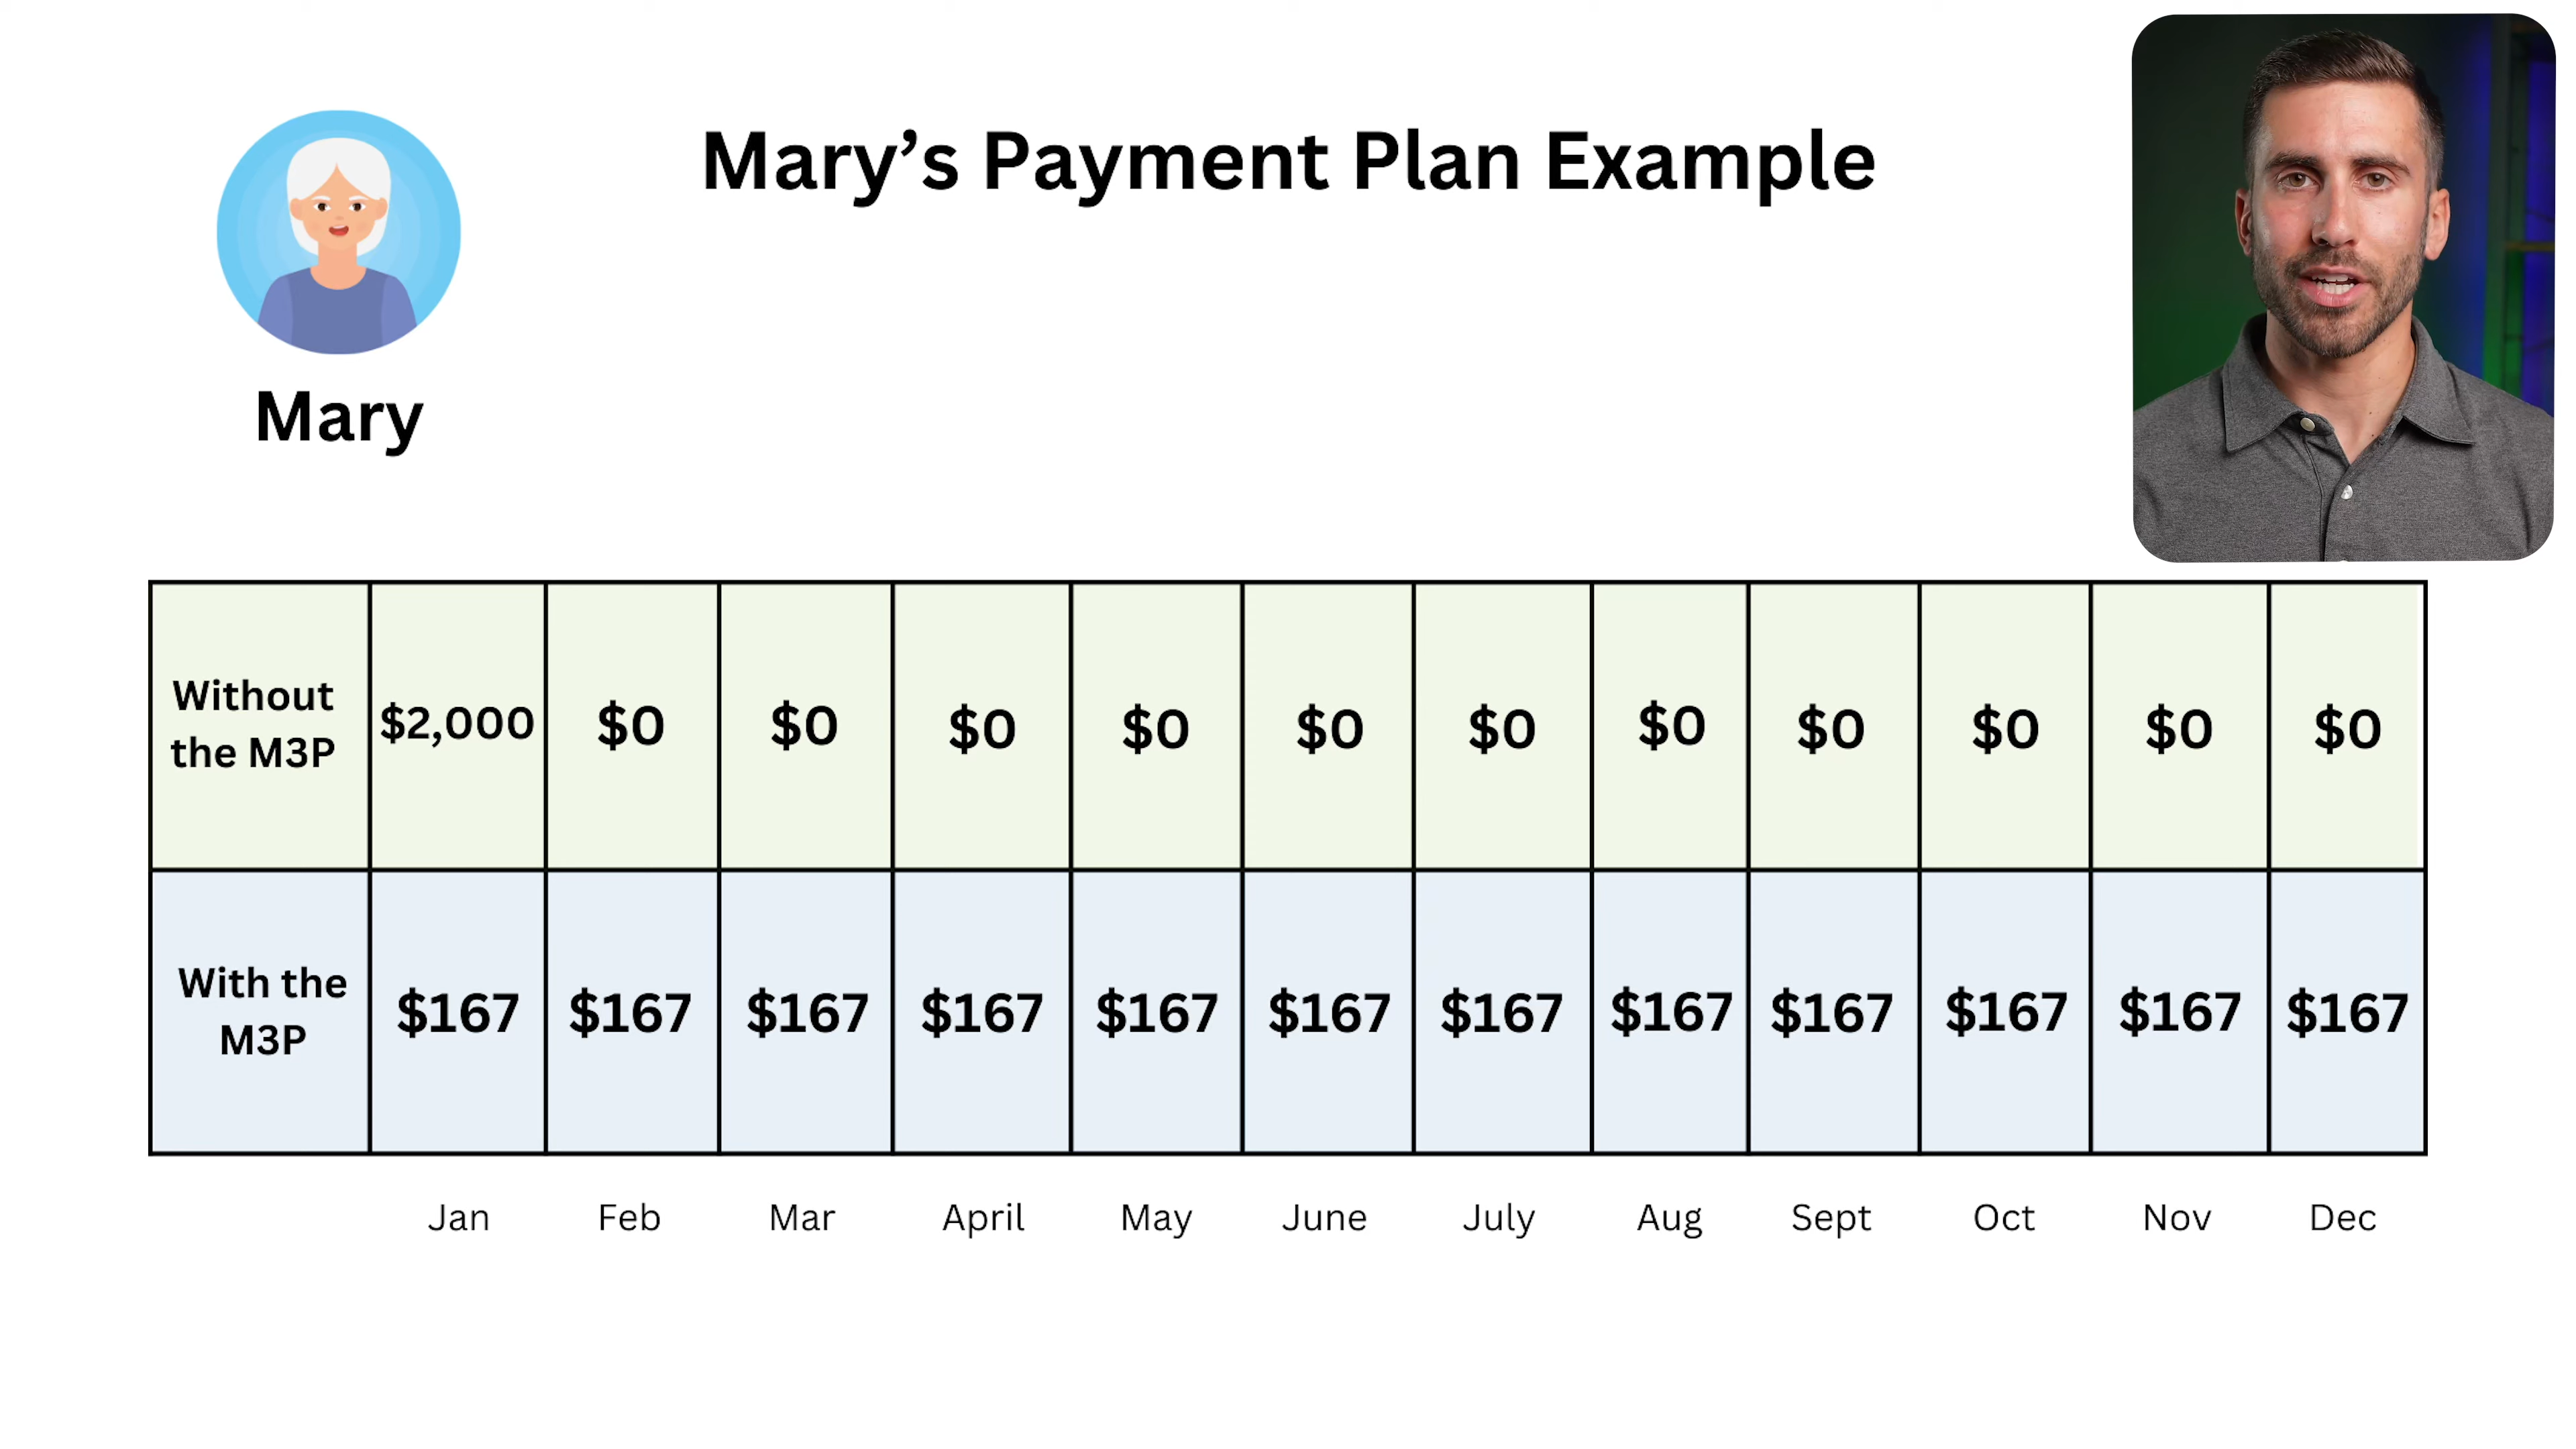 Mary’s Payment Plan Example
Mary
Without the M3P $2,000 $0 $0 $0 $0 $0 $0 $0 $0 $0 $0 $0
With the M3P $167 $167 $167 $167 $167 $167 $167 $167 $167 $167 $167 $167
Jan Feb Mar April May June July Aug Sept Oct Nov Dec